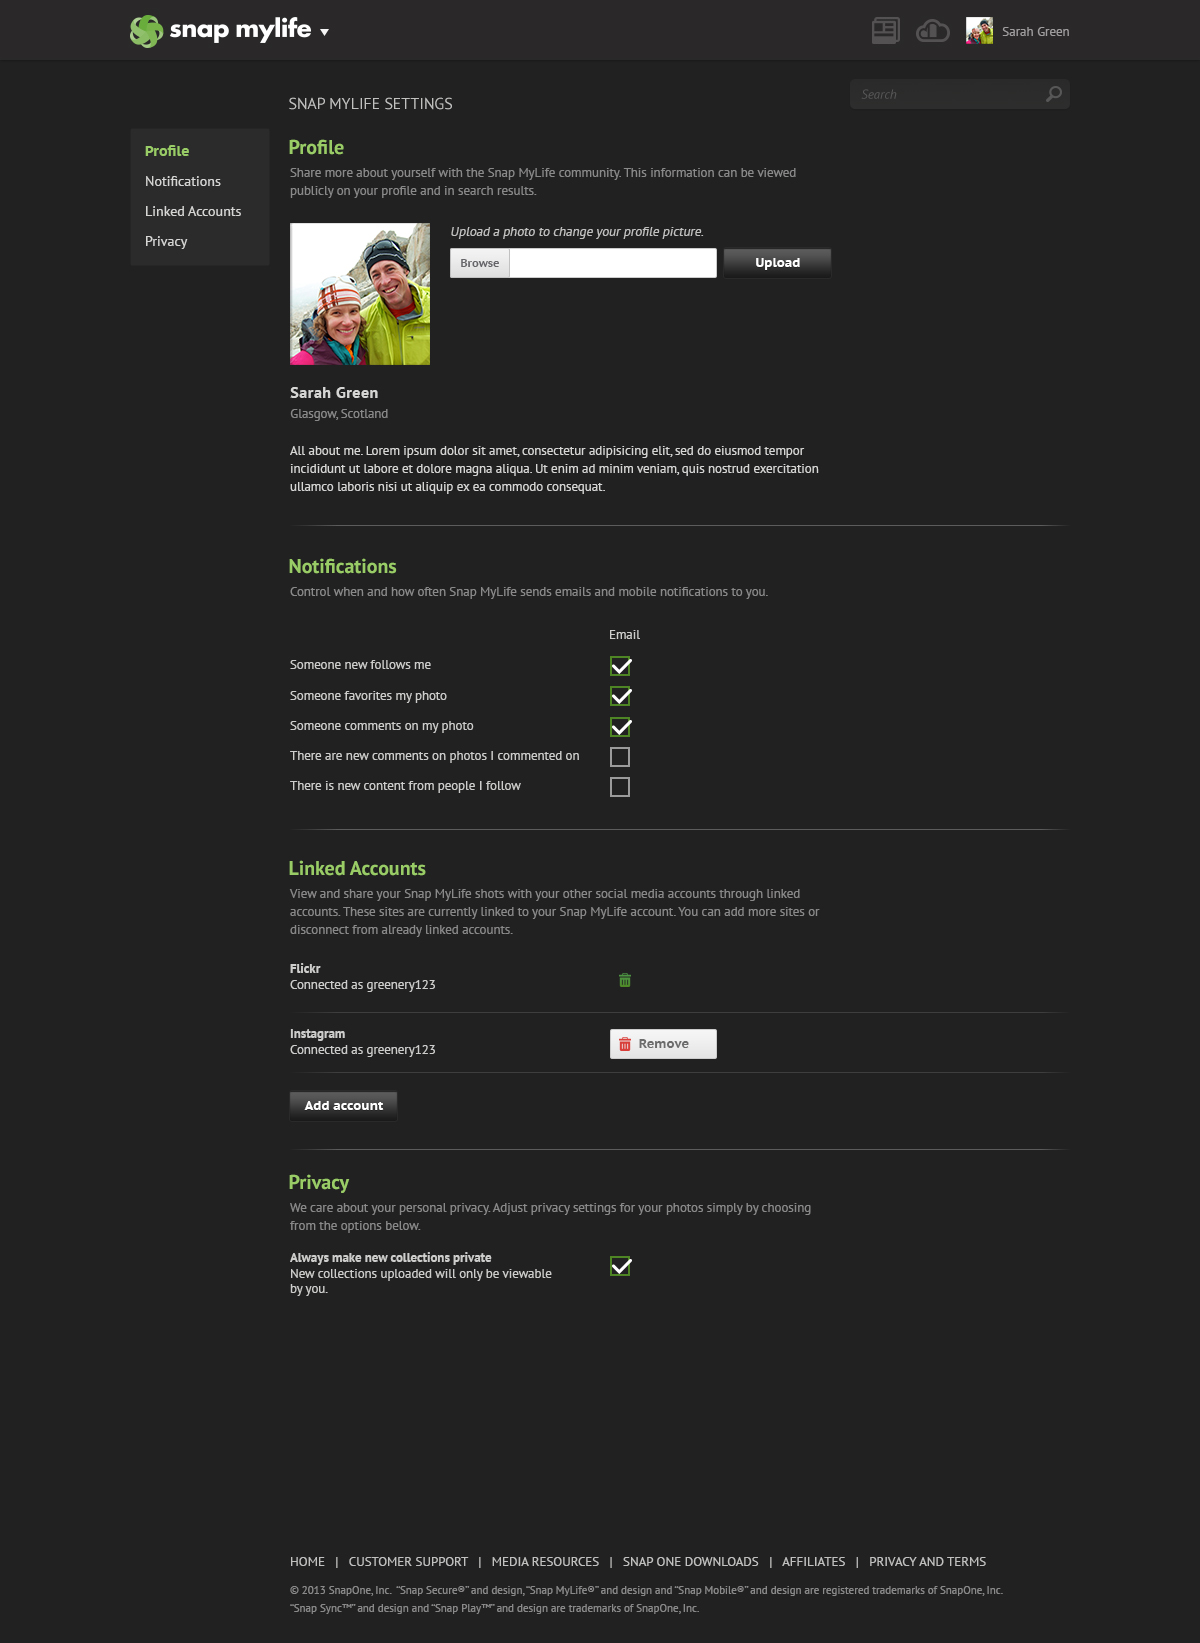 snap mylife
Sarah Green
Search
SNAP MYLIFE SETTINGS
Profile
Notifications
Linked Accounts
Privacy
Profile
Share more about yourself with the Snap MyLife community. This information can be viewed
publicly on your profile and in search results.
Upload a photo to change your profile picture.
Browse
Upload
Sarah Green
Glasgow, Scotland
All about me. Lorem ipsum dolor sit amet, consectetur adipisicing elit, sed do eiusmod tempor
incididunt ut labore et dolore magna aliqua. Ut enim ad minim veniam, quis nostrud exercitation
ullamco laboris nisi ut aliquip ex ea commodo consequat.
Notifications
Control when and how often Snap MyLife sends emails and mobile notifications to you.
Email
Someone new follows me
Someone favorites my photo
Someone comments on my photo
There are new comments on photos I commented on
There is new content from people I follow
Linked Accounts
View and share your Snap MyLife shots with your other social media accounts through linked
accounts. These sites are currently linked to your Snap MyLife account. You can add more sites or
disconnect from already linked accounts.
Flickr
Connected as greenery123
Instagram
Connected as greenery123
Remove
Add account
Privacy
We care about your personal privacy. Adjust privacy settings for your photos simply by choosing
from the options below.
Always make new collections private
New collections uploaded will only be viewable
by you.
HOME | CUSTOMER SUPPORT | MEDIA RESOURCES | SNAP ONE DOWNLOADS | AFFILIATES | PRIVACY AND TERMS
© 2013 SnapOne, Inc. “Snap Secure®” and design, “Snap MyLife®” and design and “Snap Mobile®” and design are registered trademarks of SnapOne, Inc.
“Snap Sync™” and design and “Snap Play™” and design are trademarks of SnapOne, Inc.